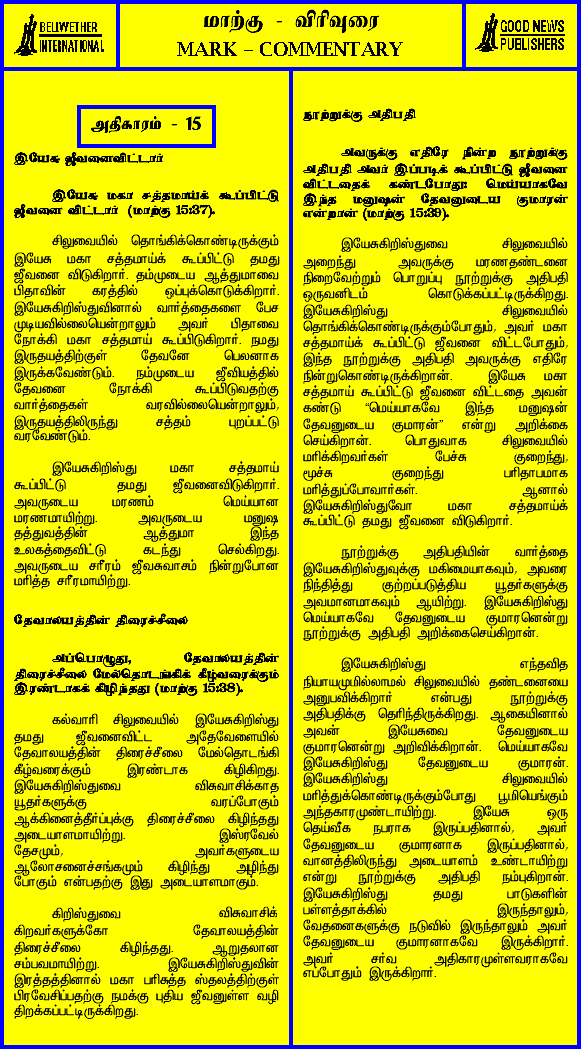 BELLWETHER
INTERNATIONAL
மாற்கு - விரிவுரை
MARK – COMMENTARY
GOOD NEWS
PUBLISHERS
அதிகாரம் - 15
இயேசு ஜீவனைவிட்டார்
இயேசு மகா சத்தமாய்க் கூப்பிட்டு
ஜீவனை விட்டார் (மாற்கு 15:37).
சிலுவையில் தொங்கிக்கொண்டிருக்கும்
இயேசு மகா சத்தமாய்க் கூப்பிட்டு தமது
ஜீவனை விடுகிறார். தம்முடைய ஆத்துமாவை
பிதாவின் கரத்தில் ஒப்புக்கொடுக்கிறார்.
இயேசுகிறிஸ்துவினால் வார்த்தைகளை பேச
முடியவில்லையென்றாலும் அவர் பிதாவை
நோக்கி மகா சத்தமாய் கூப்பிடுகிறார். நமது
இருதயத்திற்குள் தேவனே பெலனாக
இருக்கவேண்டும். நம்முடைய ஜீவியத்தில்
தேவனை நோக்கி கூப்பிடுவதற்கு
வார்த்தைகள் வரவில்லையென்றாலும்,
இருதயத்திலிருந்து சத்தம் புறப்பட்டு
வரவேண்டும்.
இயேசுகிறிஸ்து மகா சத்தமாய்
கூப்பிட்டு தமது ஜீவனைவிடுகிறார்.
அவருடைய மரணம் மெய்யான
மரணமாயிற்று. அவருடைய மனுஷ
தத்துவத்தின் ஆத்துமா இந்த
உலகத்தைவிட்டு கடந்து செல்கிறது.
அவருடைய சரீரம் ஜீவசுவாசம் நின்றுபோன
மரித்த சரீரமாயிற்று.
தேவாலயத்தின் திரைச்சீலை
அப்பொழுது, தேவாலயத்தின்
திரைச்சீலை மேல்தொடங்கிக் கீழ்வரைக்கும்
இரண்டாகக் கிழிந்தது (மாற்கு 15:38).
கல்வாரி சிலுவையில் இயேசுகிறிஸ்து
தமது ஜீவனைவிட்ட அதேவேளையில்
தேவாலயத்தின் திரைச்சீலை மேல்தொடங்கி
கீழ்வரைக்கும் இரண்டாக கிழிகிறது.
இயேசுகிறிஸ்துவை விசுவாசிக்காத
யூதர்களுக்கு வரப்போகும்
ஆக்கினைத்தீர்ப்புக்கு திரைச்சீலை கிழிந்தது
அடையாளமாயிற்று. இஸ்ரவேல்
தேசமும், அவர்களுடைய
ஆலோசனைச்சங்கமும் கிழிந்து அழிந்து
போகும் என்பதற்கு இது அடையாளமாகும்.
கிறிஸ்துவை விசுவாசிக்
கிறவர்களுக்கோ தேவாலயத்தின்
திரைச்சீலை கிழிந்தது. ஆறுதலான
சம்பவமாயிற்று. இயேசுகிறிஸ்துவின்
இரத்தத்தினால் மகா பரிசுத்த ஸ்தலத்திற்குள்
பிரவேசிப்பதற்கு நமக்கு புதிய ஜீவனுள்ள வழி
திறக்கப்பட்டிருக்கிறது.
நூற்றுக்கு அதிபதி
அவருக்கு எதிரே நின்ற நூற்றுக்கு
அதிபதி அவர் இப்படிக் கூப்பிட்டு ஜீவனை
விட்டதைக் கண்டபோது: மெய்யாகவே
இந்த மனுஷன் தேவனுடைய குமாரன்
என்றான் (மாற்கு 15:39).
இயேசுகிறிஸ்துவை சிலுவையில்
அறைந்து அவருக்கு மரணதண்டனை
நிறைவேற்றும் பொறுப்பு நூற்றுக்கு அதிபதி
ஒருவனிடம் கொடுக்கப்பட்டிருக்கிறது.
இயேசுகிறிஸ்து சிலுவையில்
தொங்கிக்கொண்டிருக்கும்போதும், அவர் மகா
சத்தமாய்க் கூப்பிட்டு ஜீவனை விட்டபோதும்,
இந்த நூற்றுக்கு அதிபதி அவருக்கு எதிரே
நின்றுகொண்டிருக்கிறான். இயேசு மகா
சத்தமாய் கூப்பிட்டு ஜீவனை விட்டதை அவன்
கண்டு “மெய்யாகவே இந்த மனுஷன்
தேவனுடைய குமாரன்” என்று அறிக்கை
செய்கிறான். பொதுவாக சிலுவையில்
மரிக்கிறவர்கள் பேச்சு குறைந்து,
மூச்சு குறைந்து பரிதாபமாக
மரித்துப்போவார்கள். ஆனால்
இயேசுகிறிஸ்துவோ மகா சத்தமாய்க்
கூப்பிட்டு தமது ஜீவனை விடுகிறார்.
நூற்றுக்கு அதிபதியின் வார்த்தை
இயேசுகிறிஸ்துவுக்கு மகிமையாகவும், அவரை
நிந்தித்து குற்றப்படுத்திய யூதர்களுக்கு
அவமானமாகவும் ஆயிற்று. இயேசுகிறிஸ்து
மெய்யாகவே தேவனுடைய குமாரனென்று
நூற்றுக்கு அதிபதி அறிக்கைசெய்கிறான்.
இயேசுகிறிஸ்து எந்தவித
நியாயமுமில்லாமல் சிலுவையில் தண்டனையை
அனுபவிக்கிறார் என்பது நூற்றுக்கு
அதிபதிக்கு தெரிந்திருக்கிறது. ஆகையினால்
அவன் இயேசுவை தேவனுடைய
குமாரனென்று அறிவிக்கிறான். மெய்யாகவே
இயேசுகிறிஸ்து தேவனுடைய குமாரன்.
இயேசுகிறிஸ்து சிலுவையில்
மரித்துக்கொண்டிருக்கும்போது பூமியெங்கும்
அந்தகாரமுண்டாயிற்று. இயேசு ஒரு
தெய்வீக நபராக இருப்பதினால், அவர்
தேவனுடைய குமாரனாக இருப்பதினால்,
வானத்திலிருந்து அடையாளம் உண்டாயிற்று
என்று நூற்றுக்கு அதிபதி நம்புகிறான்.
இயேசுகிறிஸ்து தமது பாடுகளின்
பள்ளத்தாக்கில் இருந்தாலும்,
வேதனைகளுக்கு நடுவில் இருந்தாலும் அவர்
தேவனுடைய குமாரனாகவே இருக்கிறார்.
அவர் சர்வ அதிகாரமுள்ளவராகவே
எப்போதும் இருக்கிறார்.